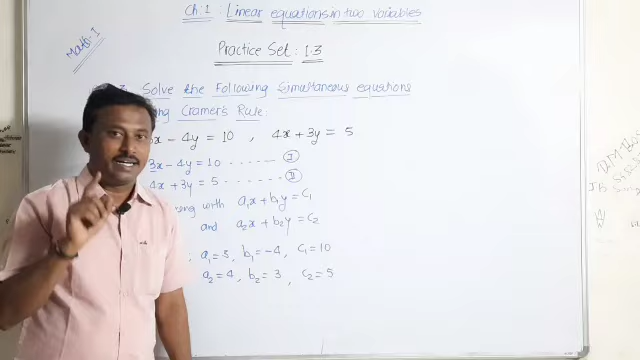 Ch:1 Linear equations in two variables
Math-I
Practice Set : 1.3
Solve the Following Simultaneous equations
Cramer's Rule:
3x - 4y = 10 , 4x + 3y = 5
3x - 4y = 10 ...... I
4x + 3y = 5 ...... II
with a₁x + b₁y = c₁
and a₂x + b₂y = c₂
; a₁ = 3, b₁ = -4, c₁ = 10
a₂ = 4, b₂ = 3, c₂ = 5